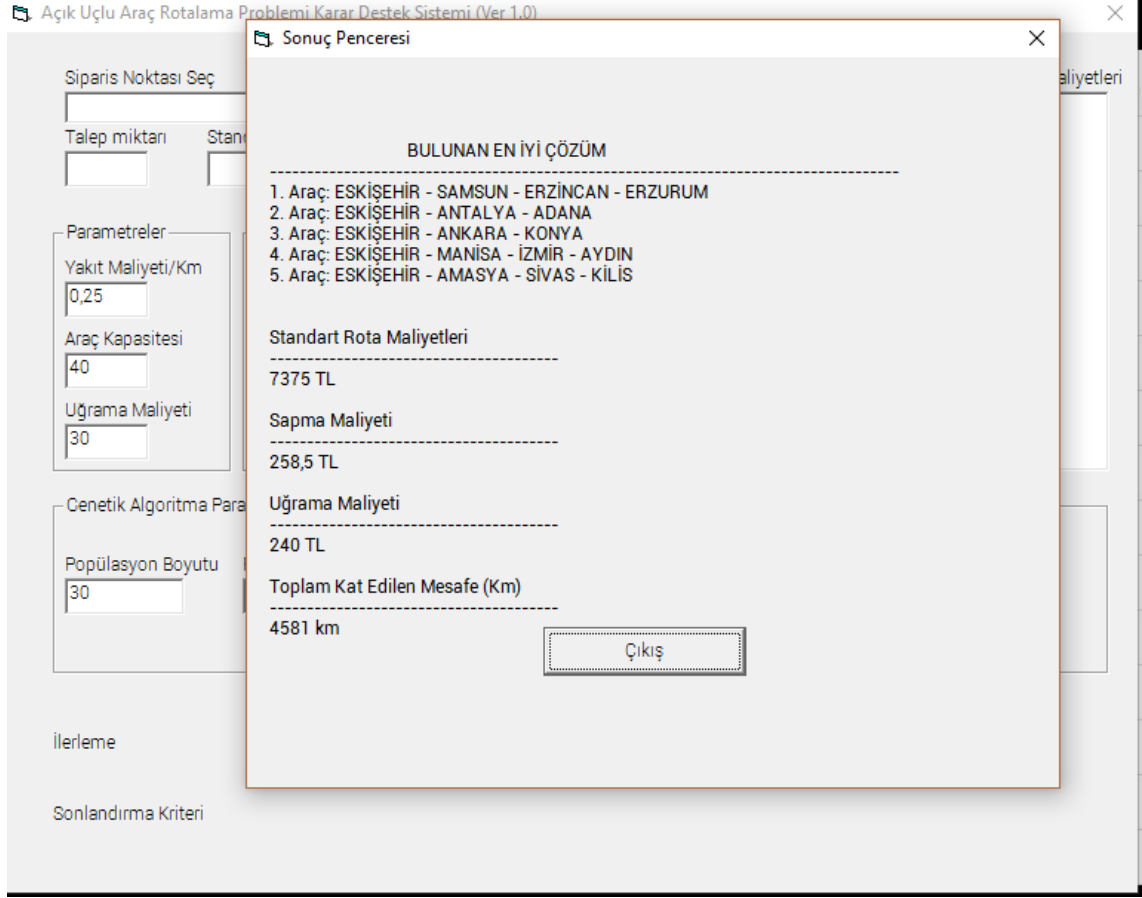 Açık Uçlu Araç Rotalama Problemi Karar Destek Sistemi (Ver 1.0)
Sonuç Penceresi
Siparis Noktası Seç
Talep miktarı
Parametreler
Yakıt Maliyeti/Km
0,25
Araç Kapasitesi
40
Uğrama Maliyeti
30
Genetik Algoritma Para
Popülasyon Boyutu
30
İlerleme
Sonlandırma Kriteri
BULUNAN EN İYİ ÇÖZÜM
--------------------------------------------------------------------------------------
1. Araç: ESKİŞEHİR - SAMSUN - ERZİNCAN - ERZURUM
2. Araç: ESKİŞEHİR - ANTALYA - ADANA
3. Araç: ESKİŞEHİR - ANKARA - KONYA
4. Araç: ESKİŞEHİR - MANİSA - İZMİR - AYDIN
5. Araç: ESKİŞEHİR - AMASYA - SİVAS - KİLİS
Standart Rota Maliyetleri
---------------------------------------
7375 TL
Sapma Maliyeti
---------------------------------------
258,5 TL
Uğrama Maliyeti
---------------------------------------
240 TL
Toplam Kat Edilen Mesafe (Km)
---------------------------------------
4581 km
Çıkış